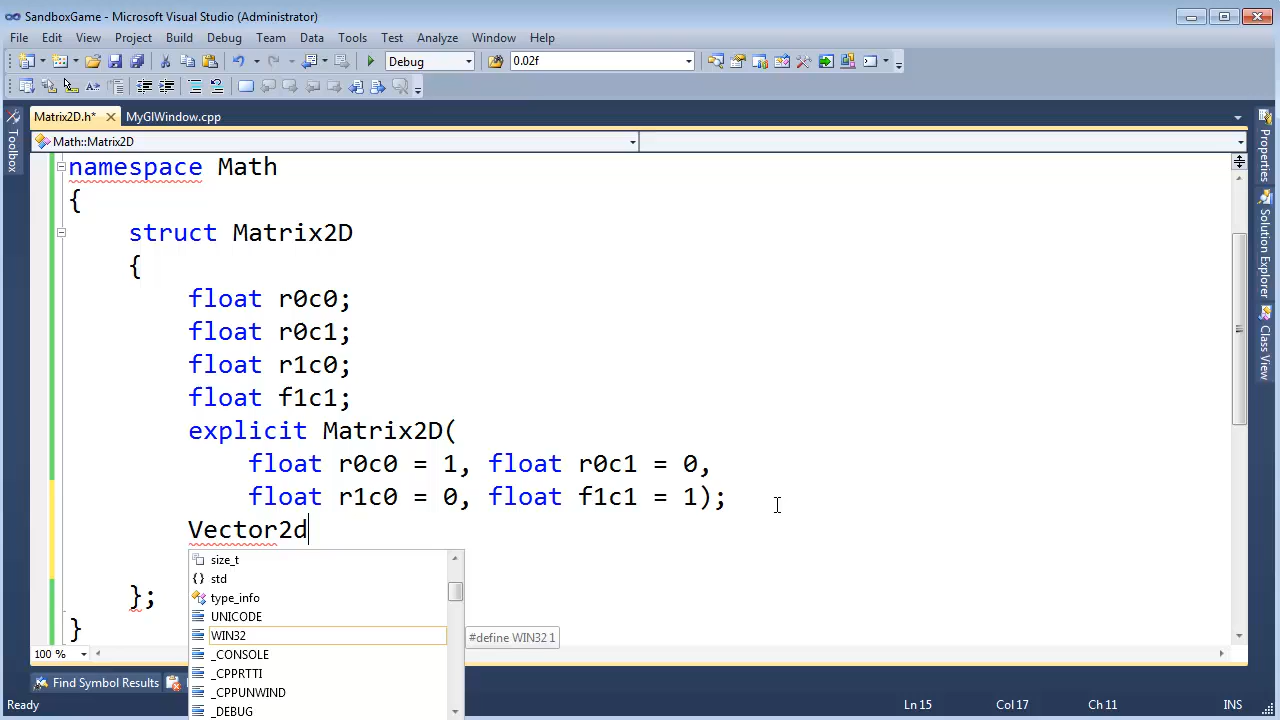 SandboxGame - Microsoft Visual Studio (Administrator)
File Edit View Project Build Debug Team Data Tools Test Analyze Window Help
Debug 0.02f
Matrix2D.h* MyGlWindow.cpp
Math::Matrix2D
namespace Math
{
struct Matrix2D
{
float r0c0;
float r0c1;
float r1c0;
float f1c1;
explicit Matrix2D(
float r0c0 = 1, float r0c1 = 0,
float r1c0 = 0, float f1c1 = 1);
Vector2d
size_t
{} std
type_info
UNICODE
WIN32
#define WIN32 1
_CONSOLE
_CPPRTTI
_CPPUNWIND
_DEBUG
};
}
100 %
Find Symbol Results
Ready Ln 15 Col 17 Ch 11 INS
Toolbox
Properties
Solution Explorer
Class View